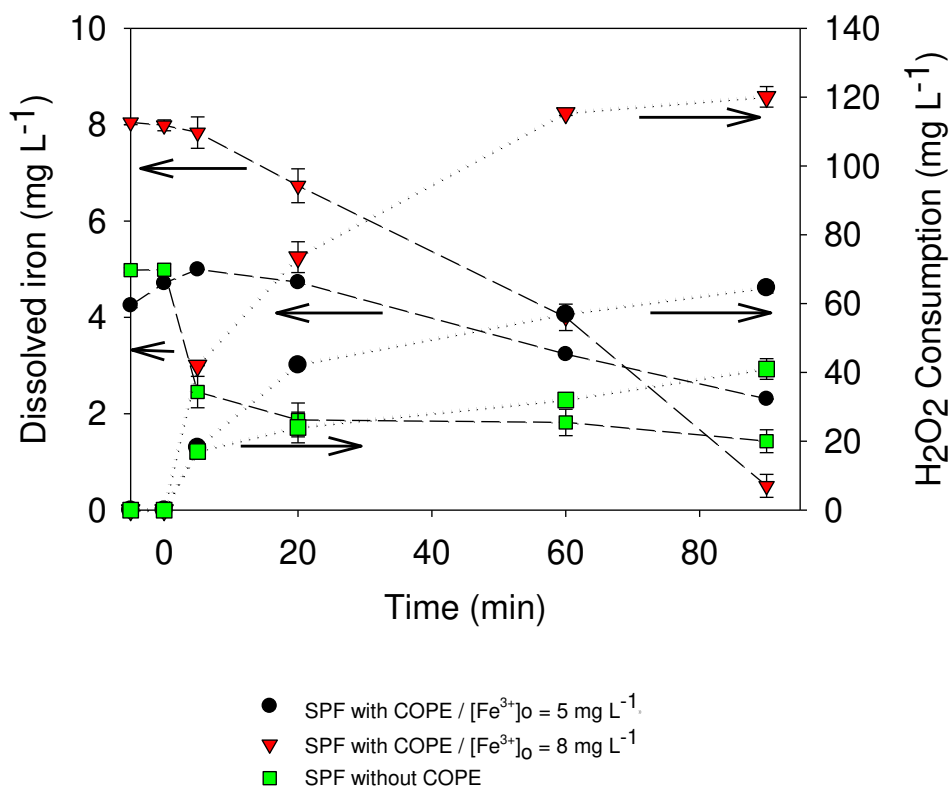 10
8
6
4
2
0
Dissolved iron (mg L-1)
140
120
100
80
60
40
20
0
H2O2 Consumption (mg L-1)
0 20 40 60 80
Time (min)
SPF with COPE / [Fe3+]o = 5 mg L-1.
SPF with COPE / [Fe3+]o = 8 mg L-1
SPF without COPE